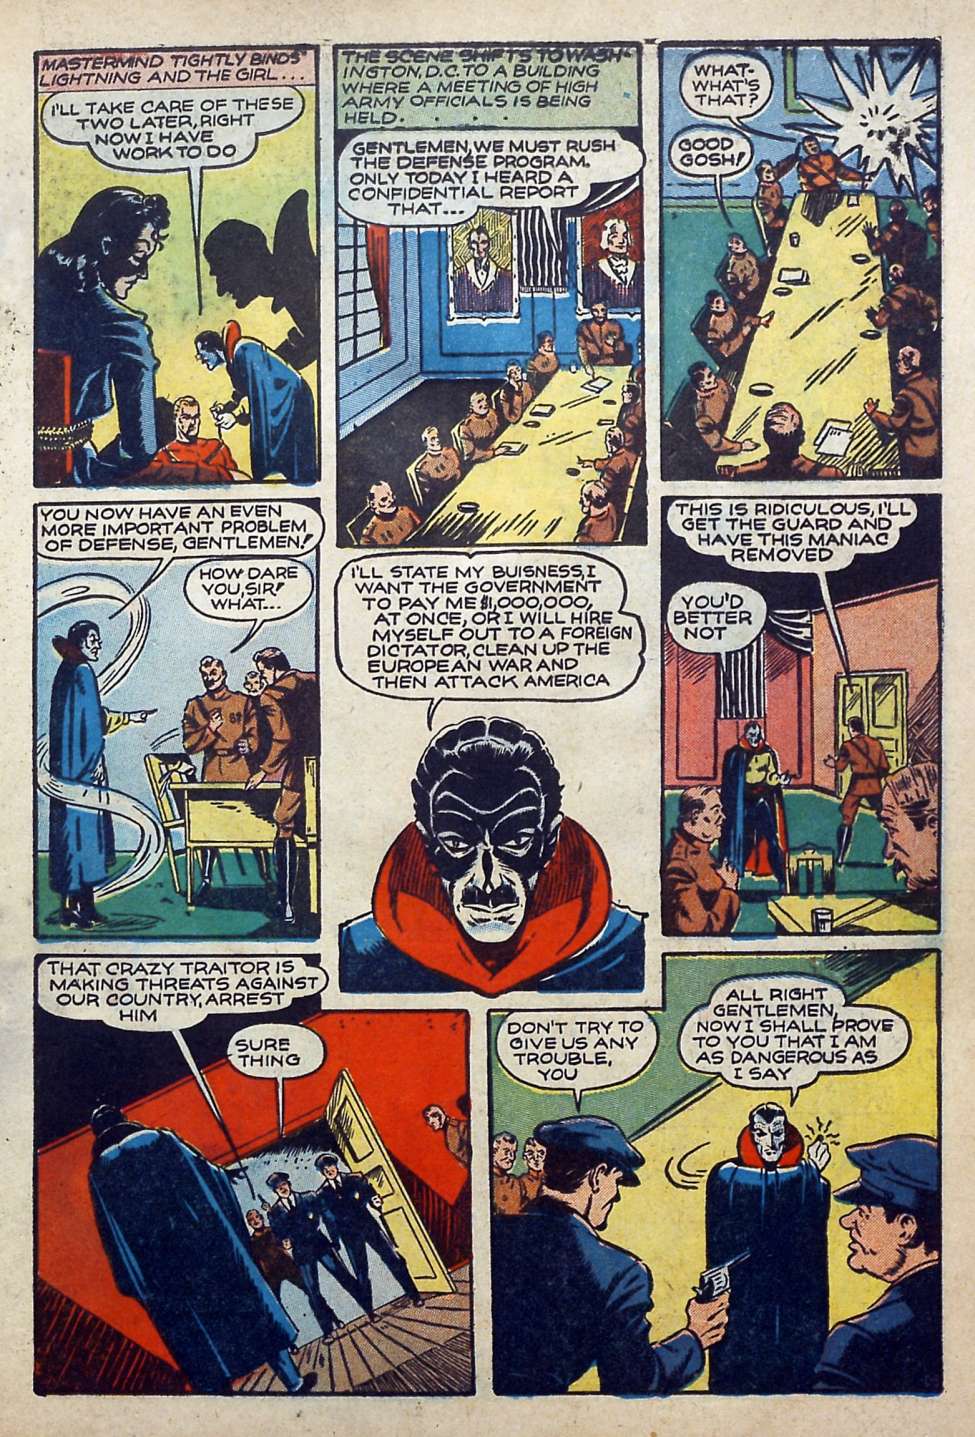 MASTERMIND TIGHTLY BINDS
LIGHTNING AND THE GIRL...
I'LL TAKE CARE OF THESE
TWO LATER, RIGHT
NOW I HAVE
WORK TO DO
THE SCENE SHIFTS TO WASH-
INGTON, D.C. TO A BUILDING
WHERE A MEETING OF HIGH
ARMY OFFICIALS IS BEING
HELD. . . . .
GENTLEMEN, WE MUST RUSH
THE DEFENSE PROGRAM.
ONLY TODAY I HEARD A
CONFIDENTIAL REPORT
THAT...
WHAT-
WHAT'S
THAT?
GOOD
GOSH!
YOU NOW HAVE AN EVEN
MORE IMPORTANT PROBLEM
OF DEFENSE, GENTLEMEN!
HOW DARE
YOU, SIR!
WHAT...
I'LL STATE MY BUISNESS, I
WANT THE GOVERNMENT
TO PAY ME $1,000,000,
AT ONCE, OR I WILL HIRE
MYSELF OUT TO A FOREIGN
DICTATOR, CLEAN UP THE
EUROPEAN WAR AND
THEN ATTACK AMERICA
THIS IS RIDICULOUS, I'LL
GET THE GUARD AND
HAVE THIS MANIAC
REMOVED
YOU'D
BETTER
NOT
THAT CRAZY TRAITOR IS
MAKING THREATS AGAINST
OUR COUNTRY, ARREST
HIM
SURE
THING
DON'T TRY TO
GIVE US ANY
TROUBLE,
YOU
ALL RIGHT
GENTLEMEN,
NOW I SHALL PROVE
TO YOU THAT I AM
AS DANGEROUS AS
I SAY